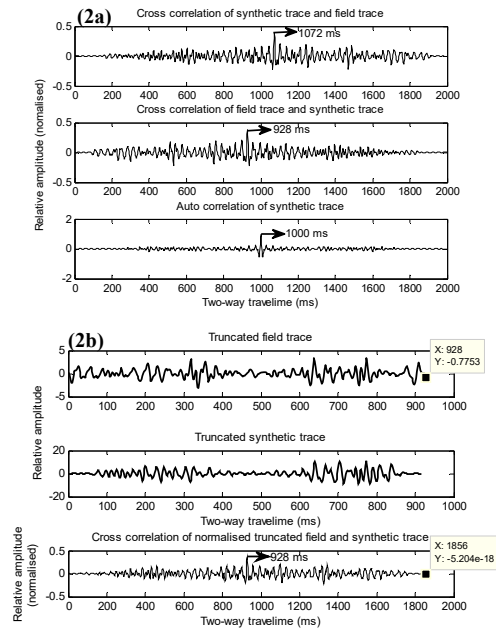 (2a)
Cross correlation of synthetic trace and field trace
0.5
0
-0.5
1072 ms
0 200 400 600 800 1000 1200 1400 1600 1800 2000
Cross correlation of field trace and synthetic trace
0.5
0
-0.5
928 ms
0 200 400 600 800 1000 1200 1400 1600 1800 2000
Relative amplitude (nomalised)
Auto correlation of synthetic trace
2
0
-2
1000 ms
0 200 400 600 800 1000 1200 1400 1600 1800 2000
Two-way travelime (ms)
(2b)
Truncated field trace
5
0
-5
X: 928
Y: -0.7753
0 100 200 300 400 500 600 700 800 900 1000
Relative amplitude
Truncated synthetic trace
20
0
-20
0 100 200 300 400 500 600 700 800 900 1000
Two-way travelime (ms)
Cross correlation of normalised truncated field and synthetic trace
0.5
0
-0.5
928 ms
X: 1856
Y: -5.204e-18
0 200 400 600 800 1000 1200 1400 1600 1800 2000
Relative amplitude
(normalised)
Two-way travelime (ms)